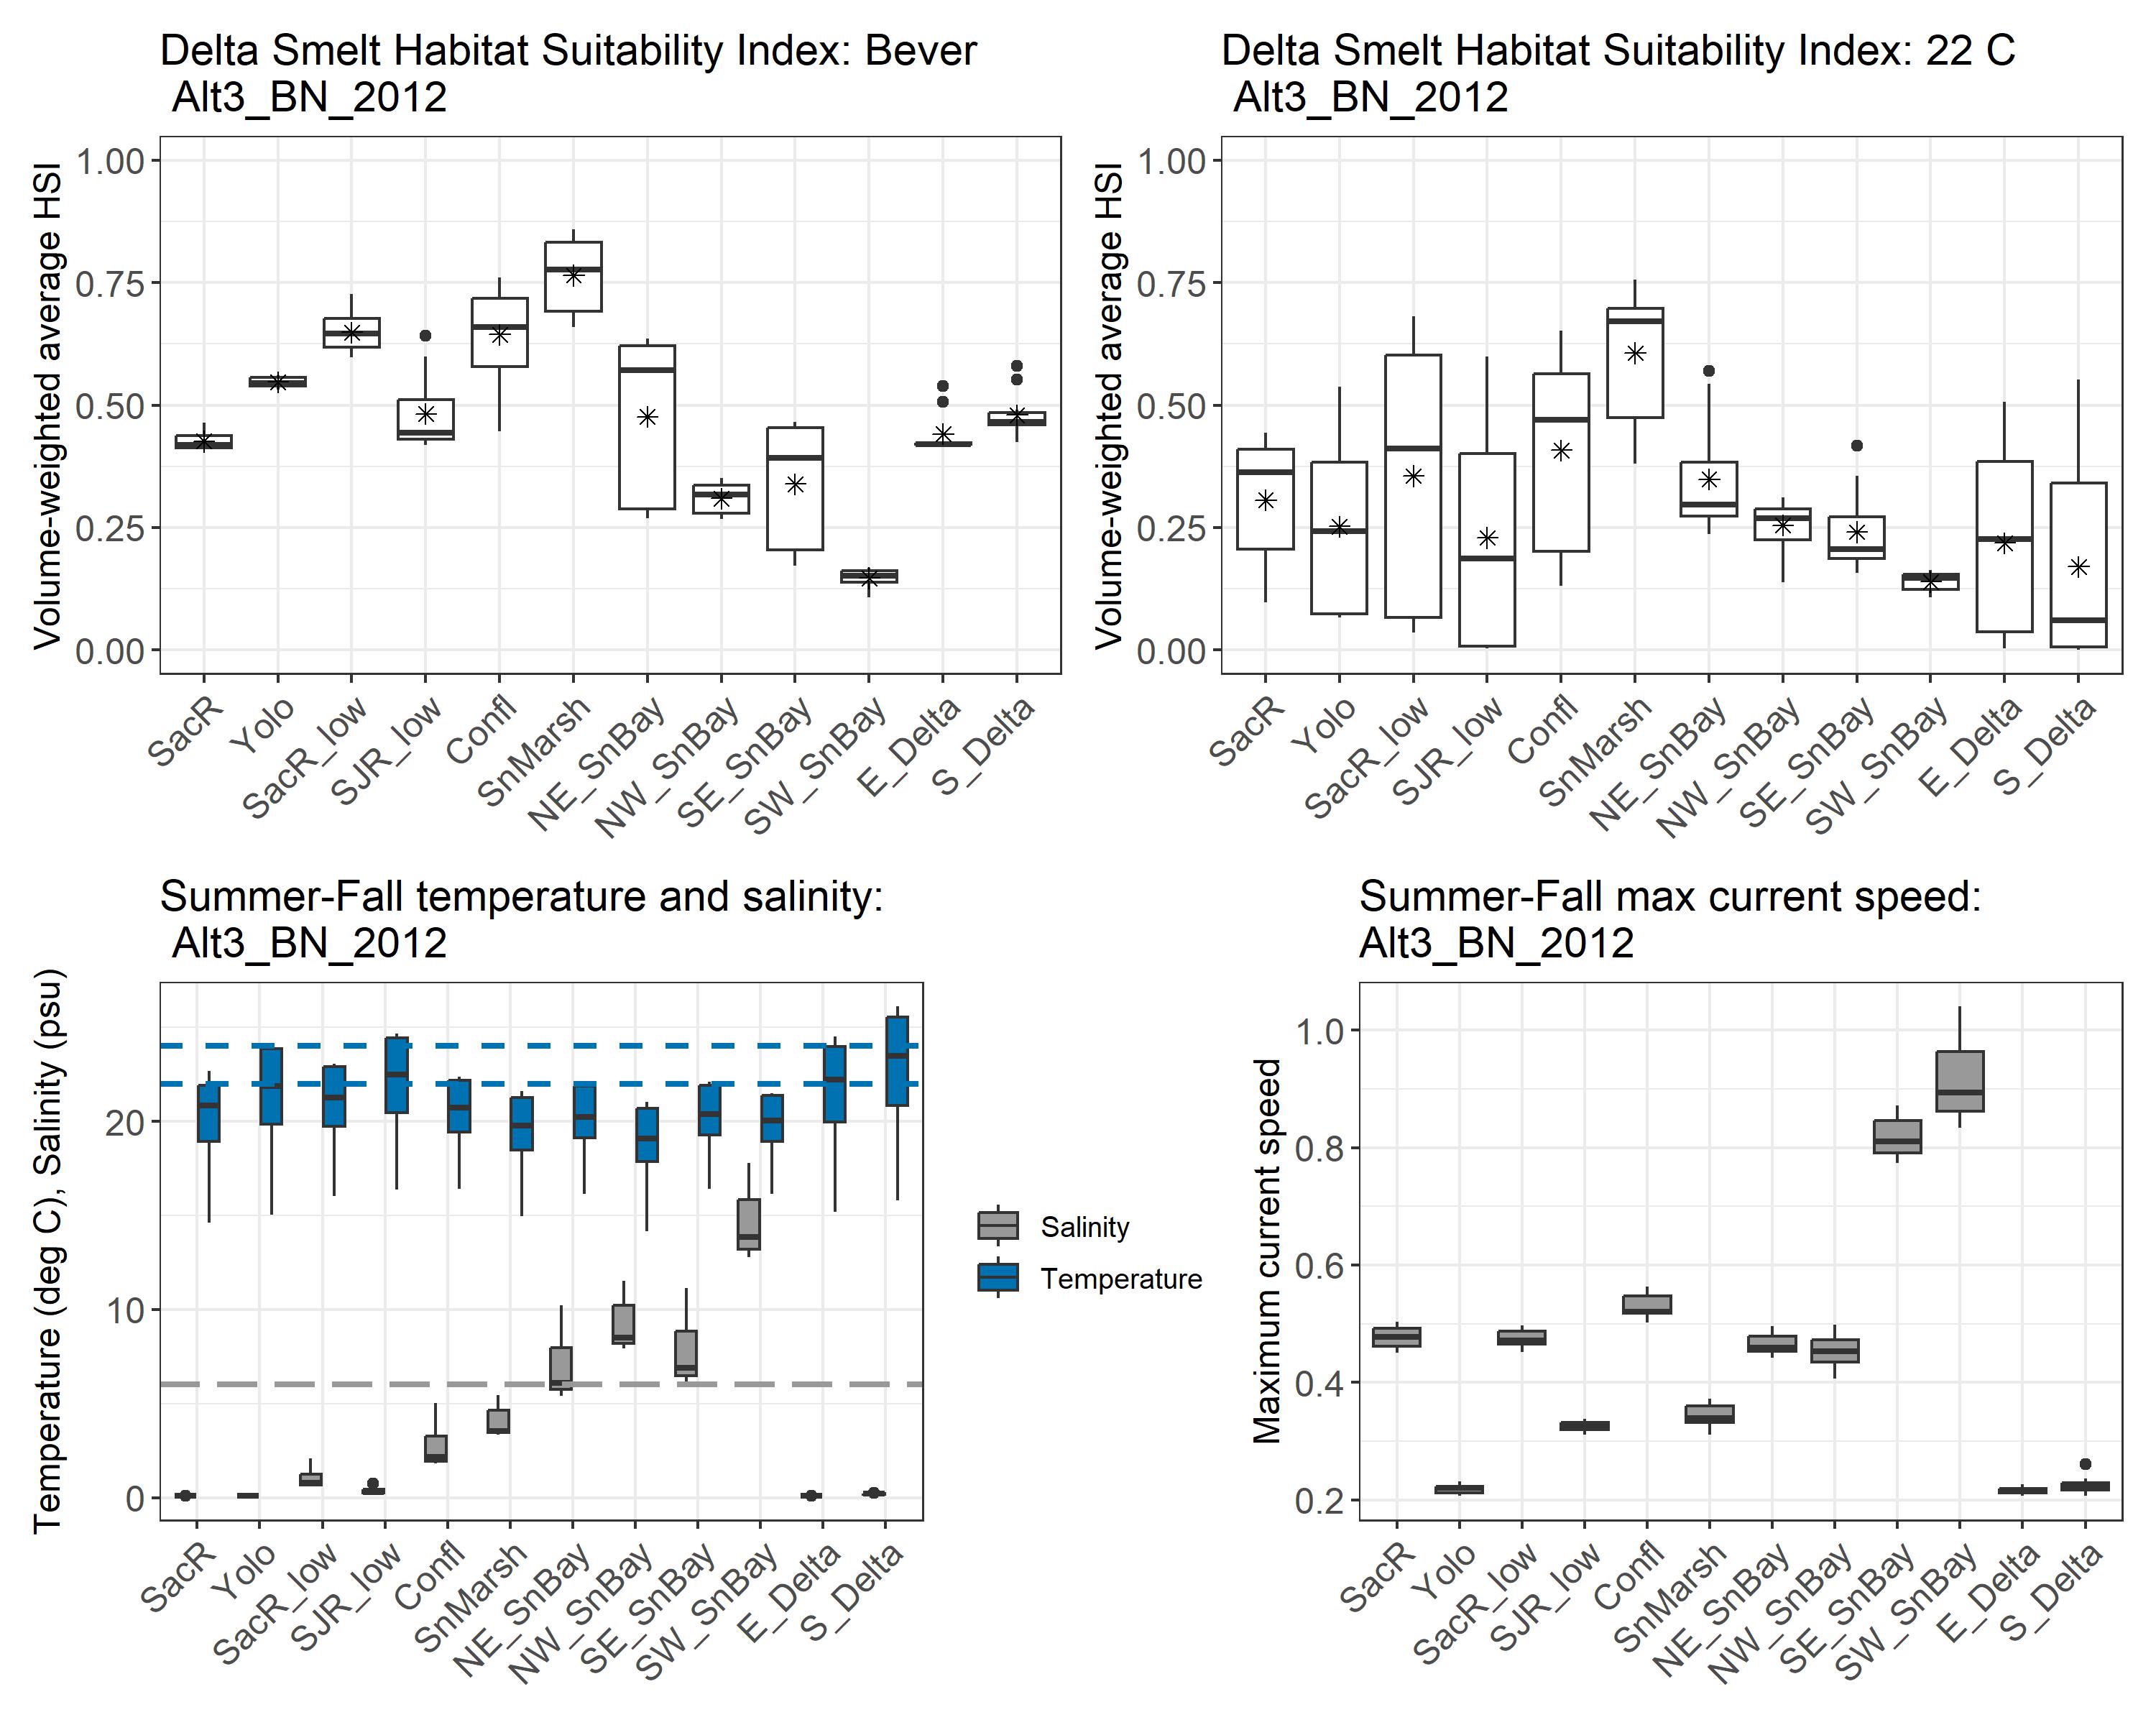 Delta Smelt Habitat Suitability Index: Bever
Alt3_BN_2012
Volume-weighted average HSI
1.00
0.75
0.50
0.25
0.00
SacR
Yolo
SacR_low
SJR_low
Confl
SnMarsh
NE_SnBay
NW_SnBay
SE_SnBay
SW_SnBay
E_Delta
S_Delta
Delta Smelt Habitat Suitability Index: 22 C
Alt3_BN_2012
Volume-weighted average HSI
1.00
0.75
0.50
0.25
0.00
SacR
Yolo
SacR_low
SJR_low
Confl
SnMarsh
NE_SnBay
NW_SnBay
SE_SnBay
SW_SnBay
E_Delta
S_Delta
Summer-Fall temperature and salinity:
Alt3_BN_2012
Temperature (deg C), Salinity (psu)
20
10
0
SacR
Yolo
SacR_low
SJR_low
Confl
SnMarsh
NE_SnBay
NW_SnBay
SE_SnBay
SW_SnBay
E_Delta
S_Delta
Salinity
Temperature
Summer-Fall max current speed:
Alt3_BN_2012
Maximum current speed
1.0
0.8
0.6
0.4
0.2
SacR
Yolo
SacR_low
SJR_low
Confl
SnMarsh
NE_SnBay
NW_SnBay
SE_SnBay
SW_SnBay
E_Delta
S_Delta